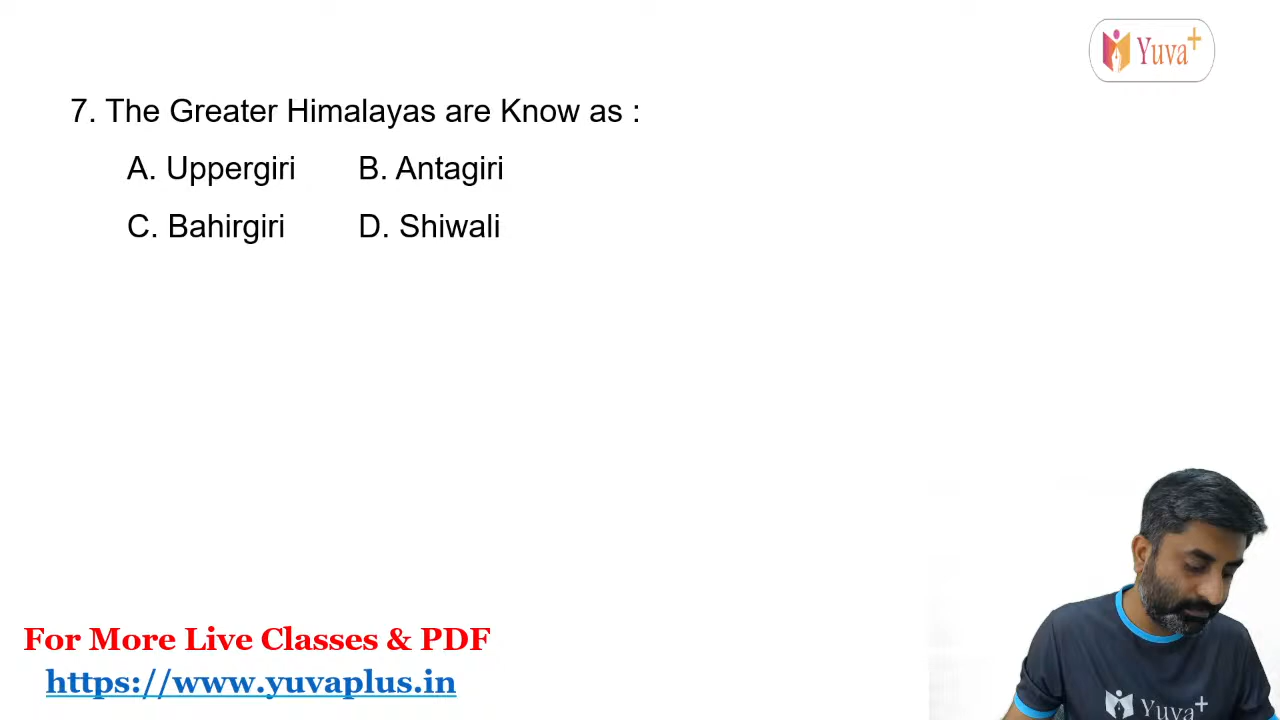 Yuva+
7. The Greater Himalayas are Know as :
A. Uppergiri B. Antagiri
C. Bahirgiri D. Shiwali
For More Live Classes & PDF
https://www.yuvaplus.in
Yuva+